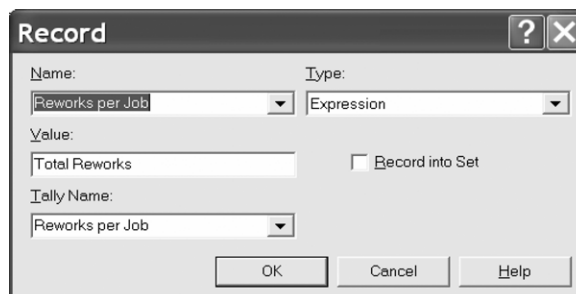 Record
Name:
Type:
Reworks per Job
Expression
Value:
Total Reworks
Record into Set
Tally Name:
Reworks per Job
OK
Cancel
Help